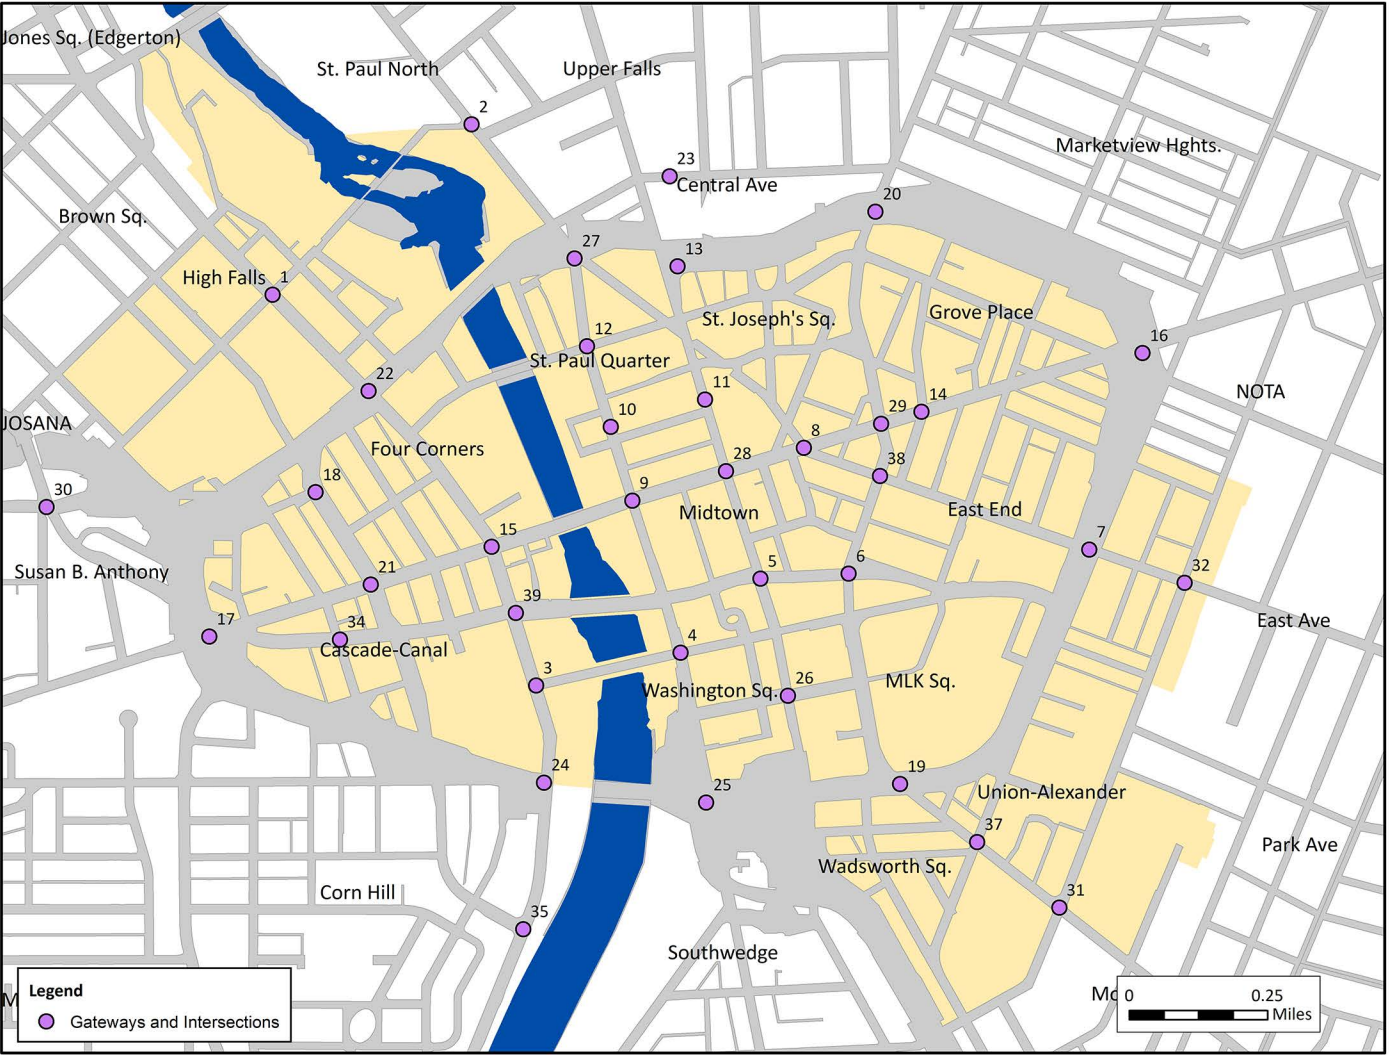 Jones Sq. (Edgerton)
St. Paul North
Upper Falls
2
Marketview Hghts.
23
Central Ave
20
Brown Sq.
27
13
High Falls
1
Grove Place
St. Joseph's Sq.
12
16
St. Paul Quarter
22
11
14
NOTA
29
10
JOSANA
8
Four Corners
28
38
18
30
9
Midtown
East End
15
7
5
6
Susan B. Anthony
21
32
39
17
34
East Ave
4
Cascade-Canal
3
26
MLK Sq.
Washington Sq.
24
19
25
Union-Alexander
37
Park Ave
Wadsworth Sq.
Corn Hill
31
35
Southwedge
M
Mo
Legend
Gateways and Intersections
0
0.25
Miles